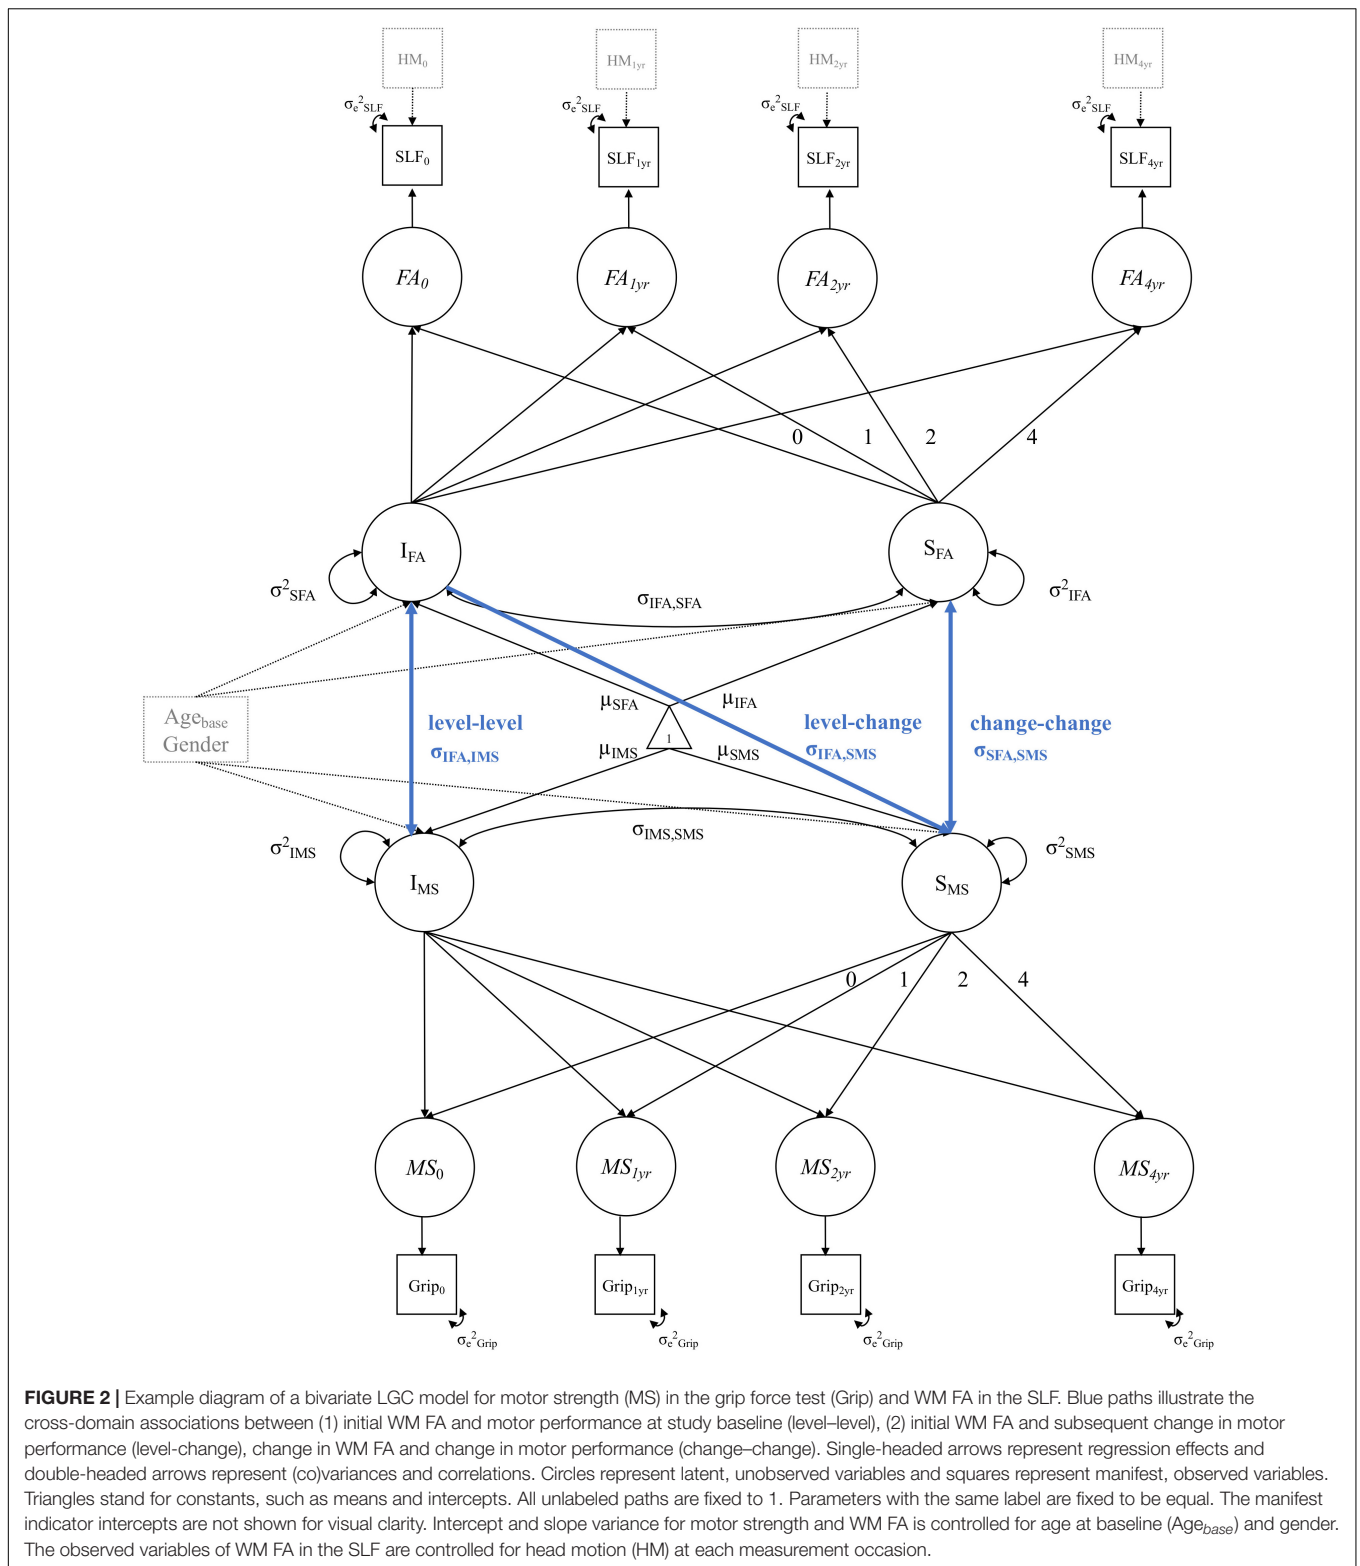 HM0 HM1yr HM2yr HM4yr
σe2SLF σe2SLF σe2SLF σe2SLF
SLF0 SLF1yr SLF2yr SLF4yr
FA0 FA1yr FA2yr FA4yr
0 1 2 4
IFA SFA
σ2SFA σIFA,SFA σ2IFA
μSFA μIFA
Agebase
Gender
level-level level-change change-change
σIFA,IMS σIFA,SMS σSFA,SMS
1
μIMS μSMS
σIMS,SMS
σ2IMS σ2SMS
IMS SMS
0 1 2 4
MS0 MS1yr MS2yr MS4yr
Grip0 Grip1yr Grip2yr Grip4yr
σe2Grip σe2Grip σe2Grip σe2Grip
FIGURE 2 | Example diagram of a bivariate LGC model for motor strength (MS) in the grip force test (Grip) and WM FA in the SLF. Blue paths illustrate the
cross-domain associations between (1) initial WM FA and motor performance at study baseline (level–level), (2) initial WM FA and subsequent change in motor
performance (level-change), change in WM FA and change in motor performance (change–change). Single-headed arrows represent regression effects and
double-headed arrows represent (co)variances and correlations. Circles represent latent, unobserved variables and squares represent manifest, observed variables.
Triangles stand for constants, such as means and intercepts. All unlabeled paths are fixed to 1. Parameters with the same label are fixed to be equal. The manifest
indicator intercepts are not shown for visual clarity. Intercept and slope variance for motor strength and WM FA is controlled for age at baseline (Agebase) and gender.
The observed variables of WM FA in the SLF are controlled for head motion (HM) at each measurement occasion.